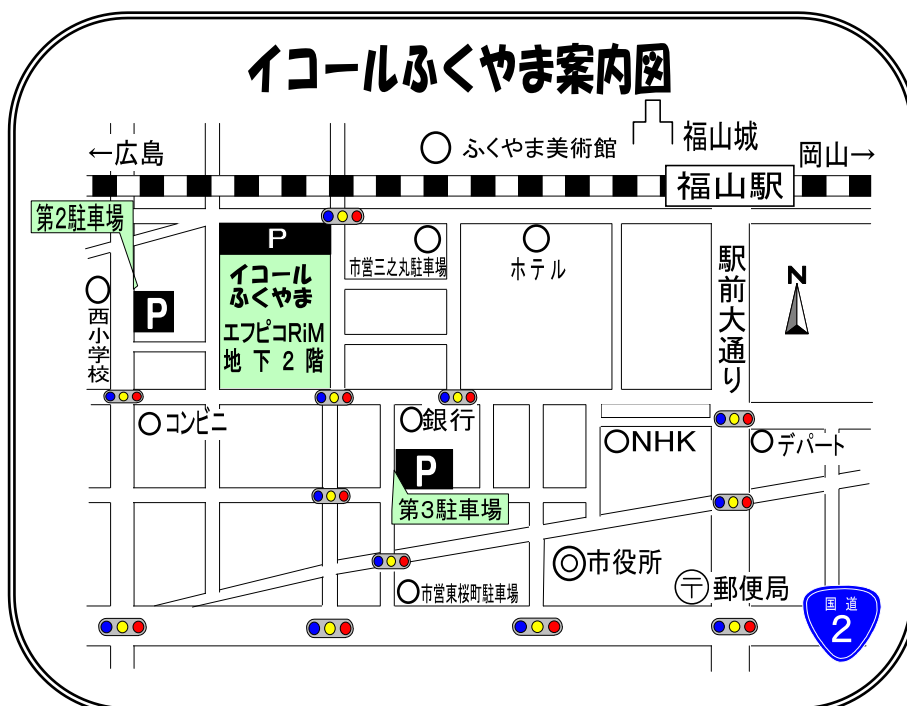 イコールふくやま案内図
←広島
ふくやま美術館
福山城
岡山→
福山駅
第2駐車場
P
イコール
ふくやま
エフピコRiM
地下2階
市営三之丸駐車場
ホテル
駅前大通り
N
西小学校
P
コンビニ
銀行
P
第3駐車場
NHK
デパート
市役所
市営東桜町駐車場
〒郵便局
国道
2